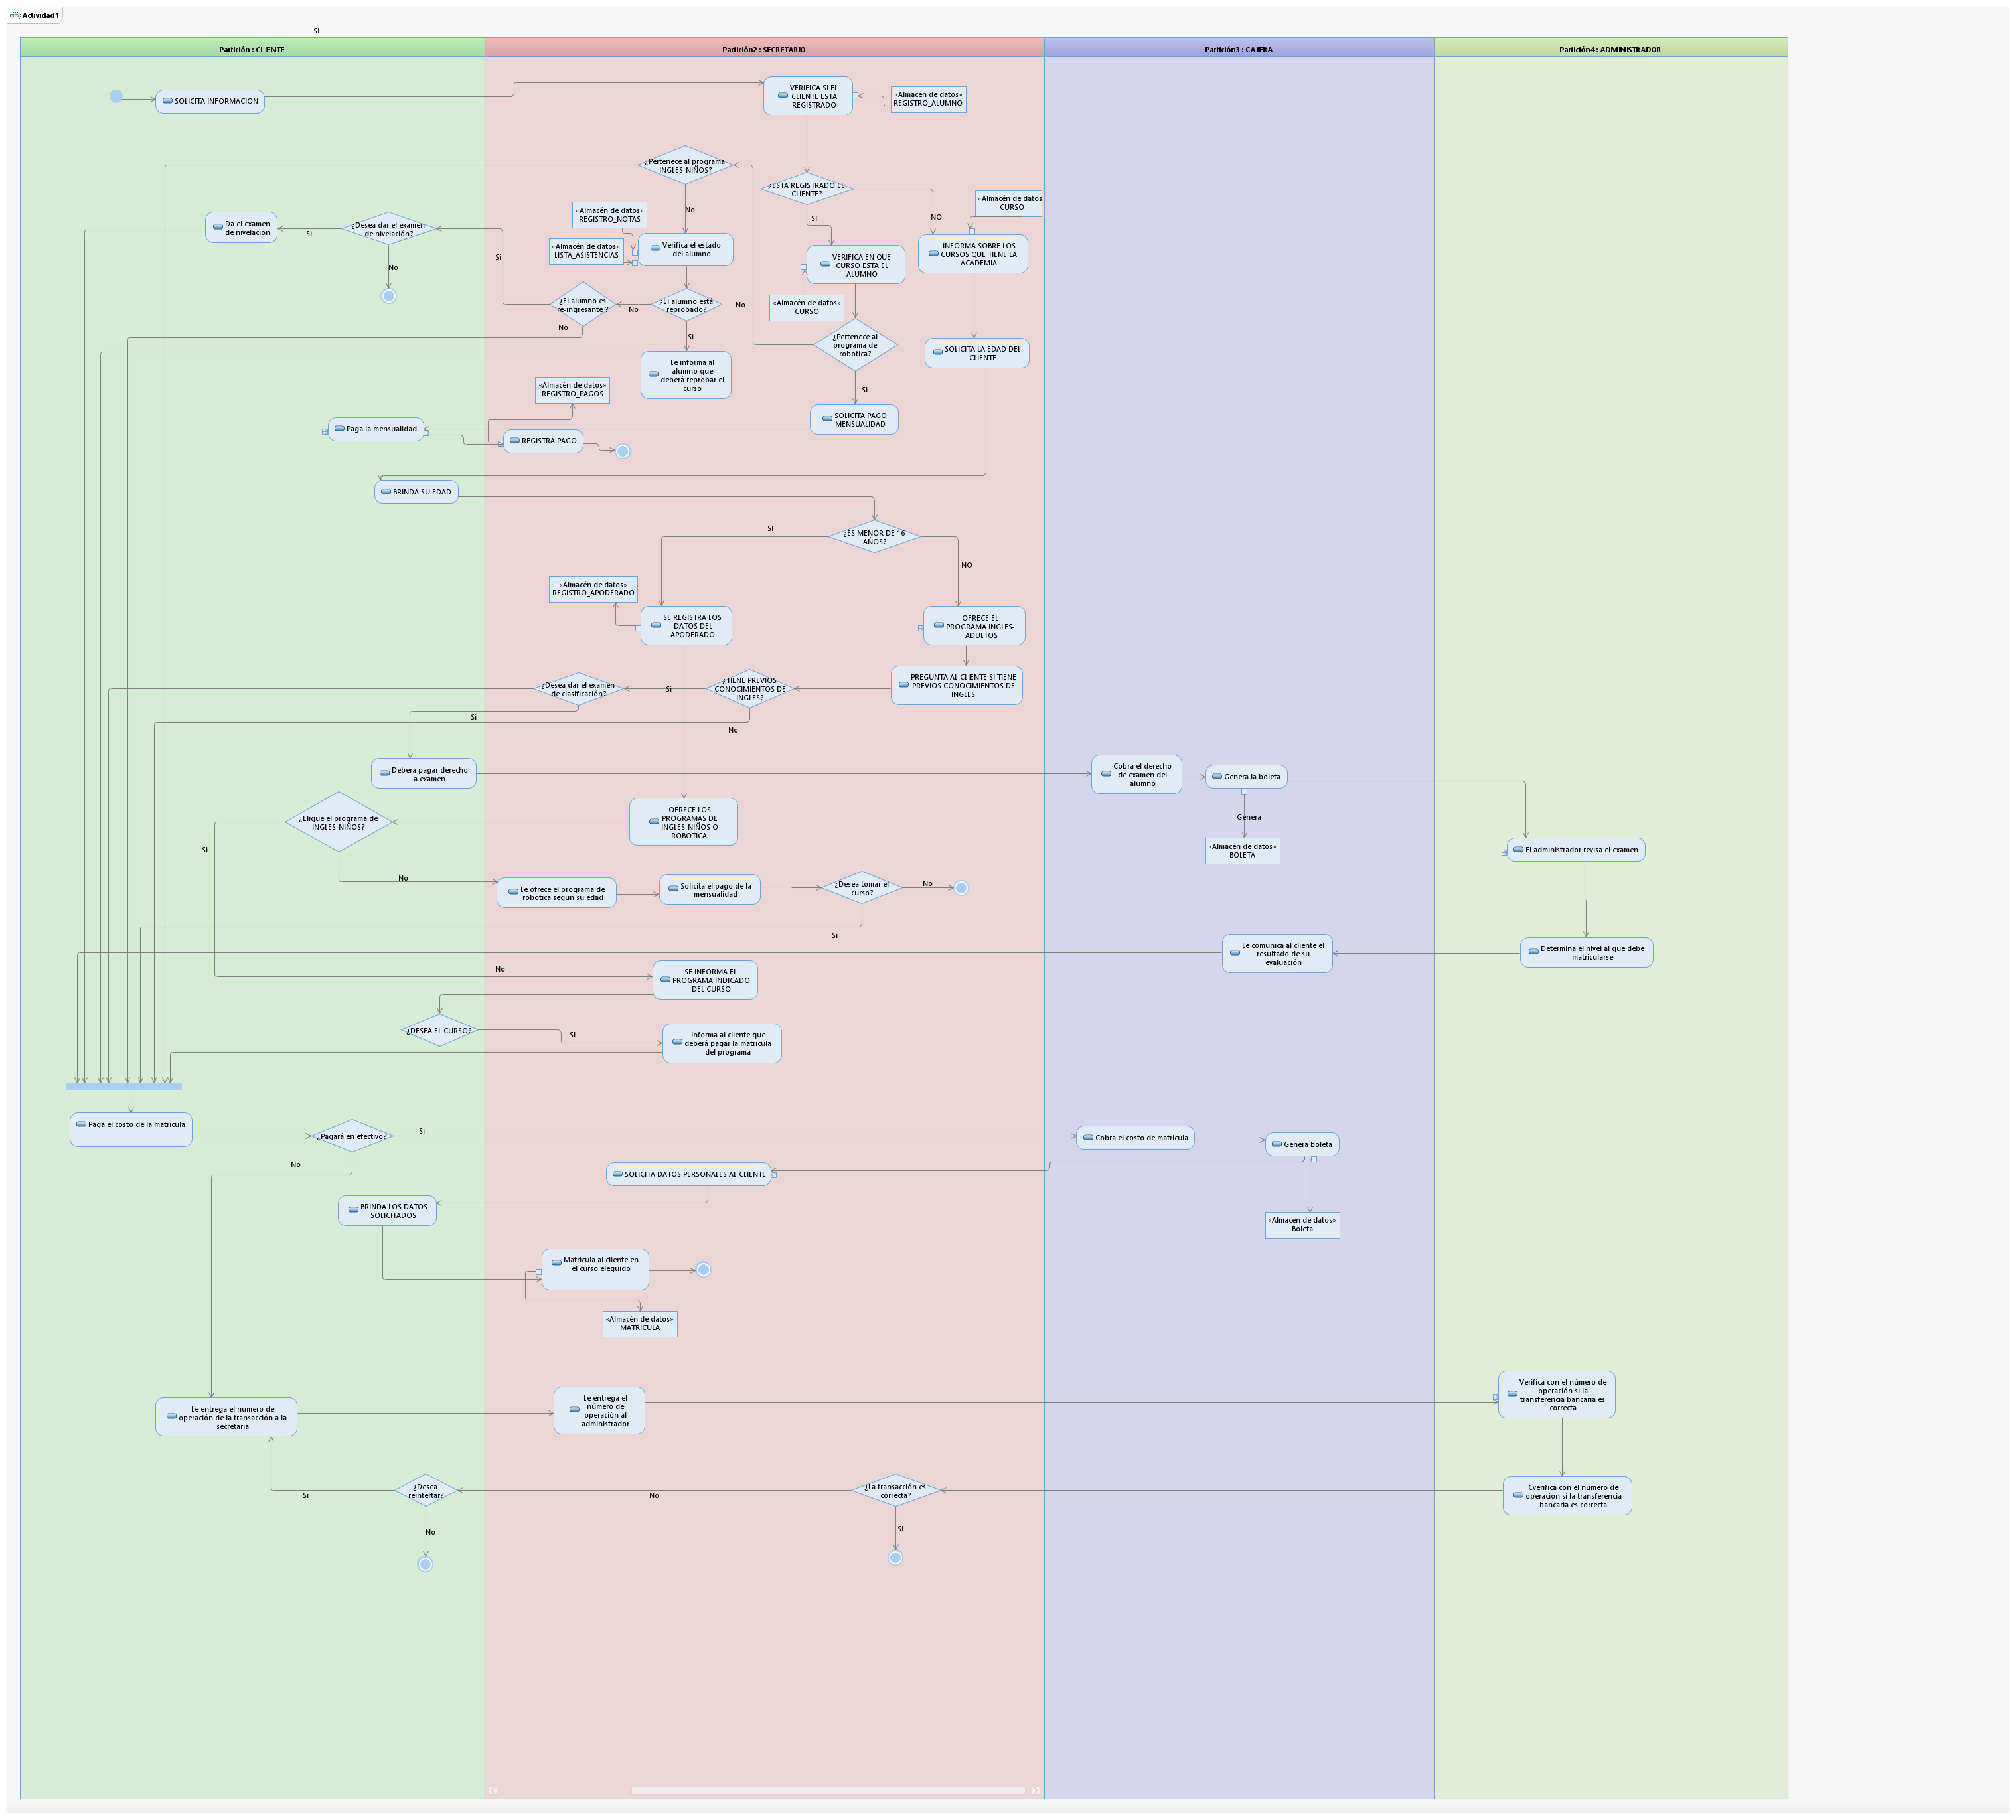 Actividad1
Si
Partición : CLIENTE
Partición2 : SECRETARIO
Partición3 : CAJERA
Partición4 : ADMINISTRADOR
SOLICITA INFORMACION
VERIFICA SI EL
CLIENTE ESTA
REGISTRADO
«Almacén de datos»
REGISTRO_ALUMNO
¿Pertenece al programa
INGLES-NIÑOS?
¿ESTA REGISTRADO EL
CLIENTE?
«Almacén de datos
CURSO
No
«Almacén de datos»
REGISTRO_NOTAS
SI
NO
Da el examen
de nivelación?
Si
¿Desea dar el examen
de nivelación?
Si
No
«Almacén de datos»
LISTA_ASISTENCIAS
Verifica el estado
del alumno
VERIFICA EN QUE
CURSO ESTA EL
ALUMNO
INFORMA SOBRE LOS
CURSOS QUE TIENE LA
ACADEMIA
¿El alumno es
re-ingresante ?
No
¿El alumno está
reprobado?
No
«Almacén de datos»
CURSO
No
Si
¿Pertenece al
programa de
robotica?
SOLICITA LA EDAD DEL
CLIENTE
Le informa al
alumno que
deberà reprobar el
curso
Si
«Almacén de datos»
REGISTRO_PAGOS
SOLICITA PAGO
MENSUALIDAD
Paga la mensualidad
REGISTRA PAGO
BRINDA SU EDAD
SI
¿ES MENOR DE 16
AÑOS?
NO
«Almacén de datos»
REGISTRO_APODERADO
SE REGISTRA LOS
DATOS DEL
APODERADO
OFRECE EL
PROGRAMA INGLES-
ADULTOS
¿Desea dar el examen
de clasificación?
Si
¿TIENE PREVIOS
CONOCIMIENTOS DE
INGLES?
PREGUNTA AL CLIENTE SI TIENE
PREVIOS CONOCIMIENTOS DE
INGLES
Si
No
Deberà pagar derecho
a examen
Cobra el derecho
de examen del
alumno
Genera la boleta
¿Eligue el programa de
INGLES-NIÑOS?
OFRECE LOS
PROGRAMAS DE
INGLES-NIÑOS O
ROBOTICA
Genera
Si
«Almacén de datos»
BOLETA
El administrador revisa el examen
No
Le ofrece el programa de
robotica segun su edad
Solicita el pago de la
mensualidad
¿Desea tomar el
curso?
No
Si
Le comunica al cliente el
resultado de su
evaluación
Determina el nivel al que debe
matricularse
No
SE INFORMA EL
PROGRAMA INDICADO
DEL CURSO
¿DESEA EL CURSO?
SI
Informa al cliente que
deberà pagar la matricula
del programa
Paga el costo de la matricula
¿Pagará en efectivo?
Si
Cobra el costo de matricula
Genera boleta
No
SOLICITA DATOS PERSONALES AL CLIENTE
BRINDA LOS DATOS
SOLICITADOS
«Almacén de datos»
Boleta
Matricula al cliente en
el curso eleguido
«Almacén de datos»
MATRICULA
Le entrega el número de
operación de la transacción a la
secretaria
Le entrega el
número de
operación al
administrador
Verifica con el número de
operación si la
transferencia bancaria es
correcta
Si
¿Desea
reintertar?
No
¿La transacción es
correcta?
Cverifica con el número de
operación si la transferencia
bancaria es correcta
No
Si